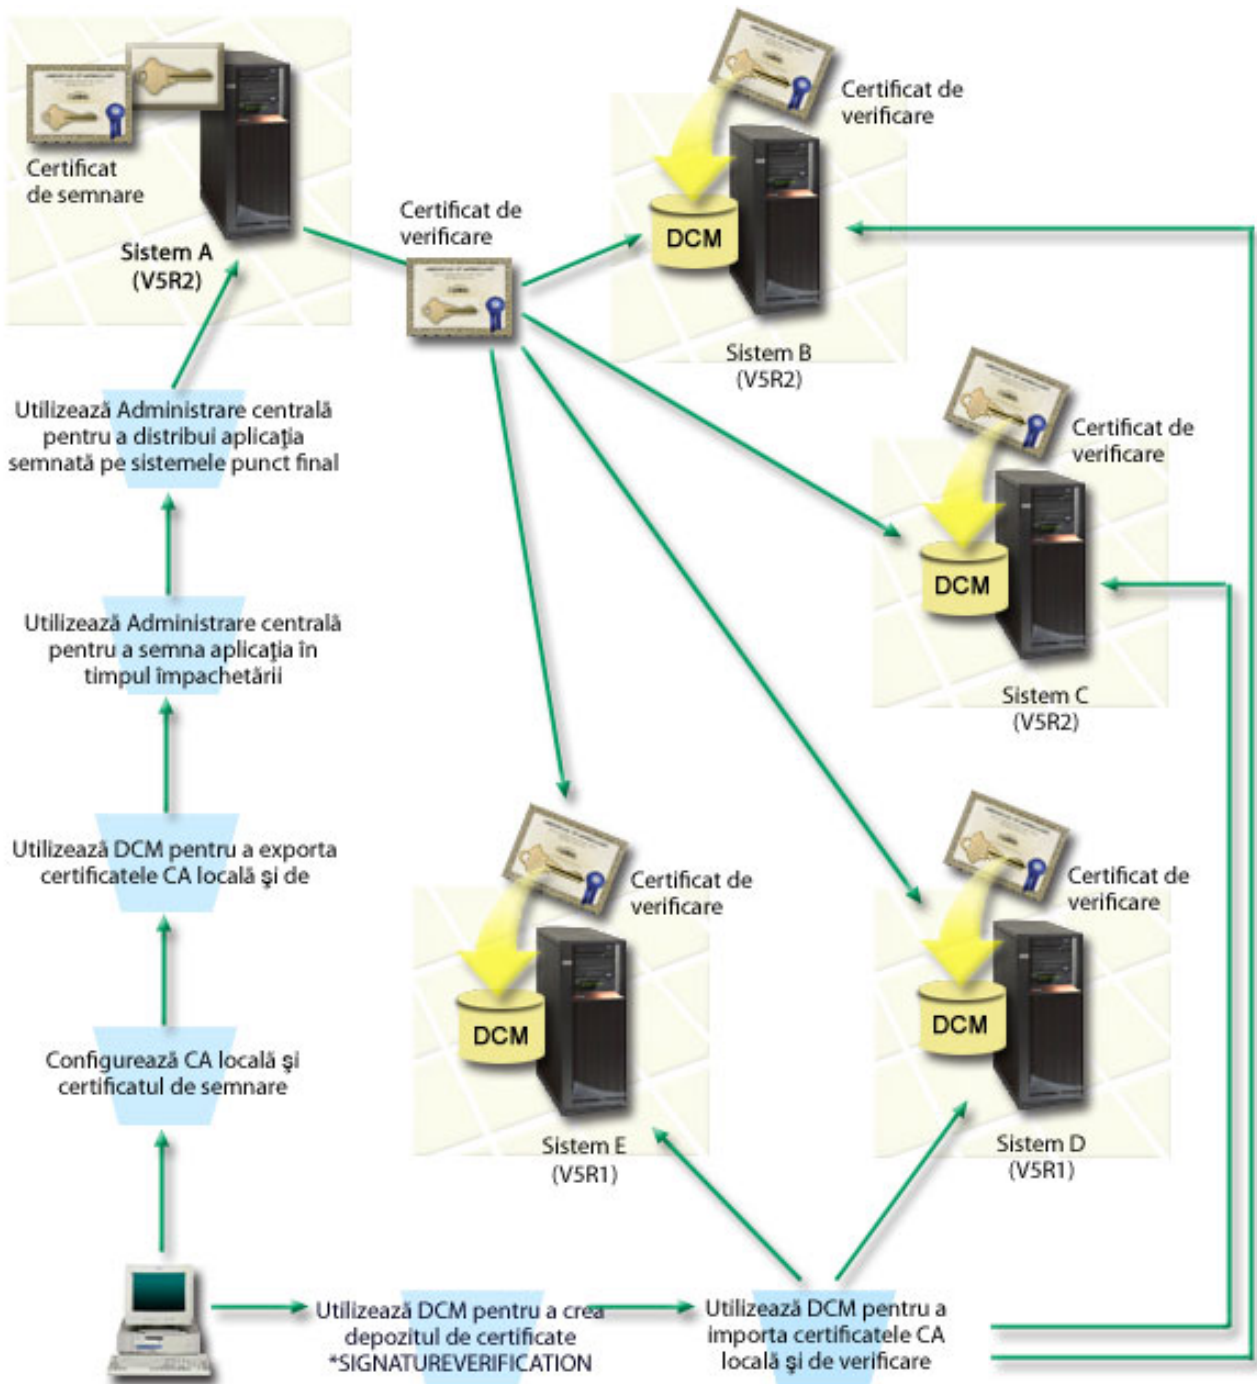 Certificat
de semnare
Sistem A
(V5R2)
Certificat de
verificare
Certificat de
verificare
DCM
Sistem B
(V5R2)
Certificat de
verificare
DCM
Sistem C
(V5R2)
Utilizează Administrare centrală
pentru a distribui aplicaţia
semnată pe sistemele punct final
Utilizează Administrare centrală
pentru a semna aplicaţia în
timpul împachetării
Utilizează DCM pentru a exporta
certificatele CA locală şi de
Configurează CA locală şi
certificatul de semnare
Certificat de
verificare
DCM
Sistem E
(V5R1)
Certificat de
verificare
DCM
Sistem D
(V5R1)
Utilizează DCM pentru a crea
depozitul de certificate
*SIGNATUREVERIFICATION
Utilizează DCM pentru a
importa certificatele CA
locală şi de verificare